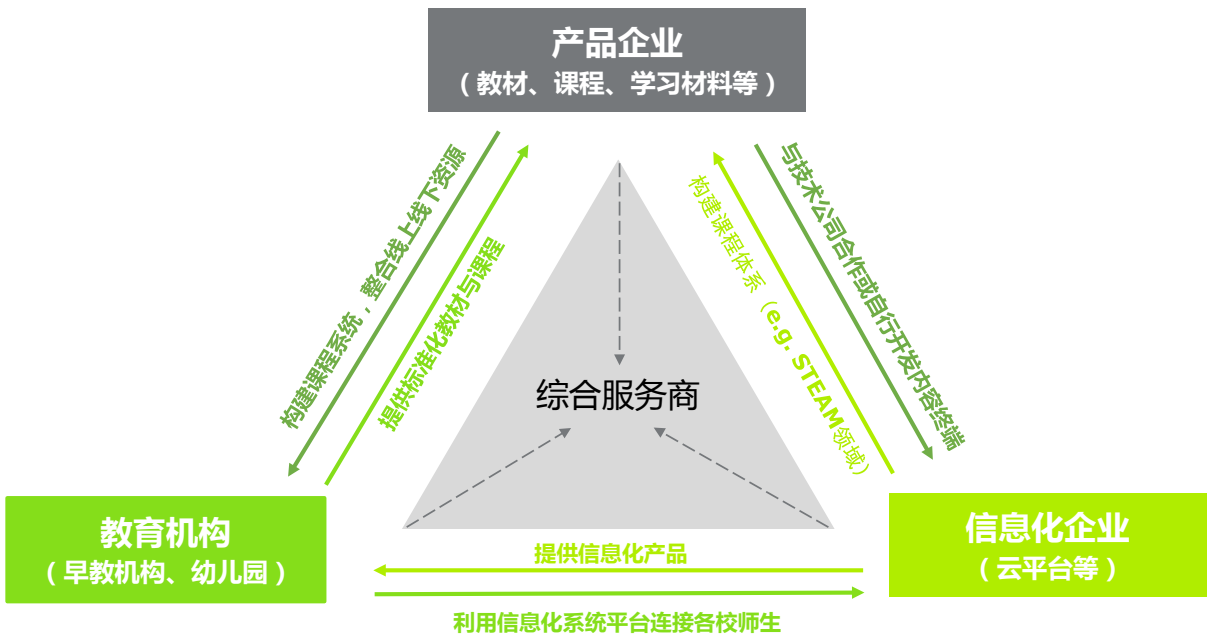 产品企业
（教材、课程、学习材料等）
构建课程系统，整合线上线下资源
提供标准化教材与课程
构建课程体系（e.g. STEAM领域）
与技术公司合作或自行开发内容终端
综合服务商
教育机构
（早教机构、幼儿园）
信息化企业
（云平台等）
提供信息化产品
利用信息化系统平台连接各校师生